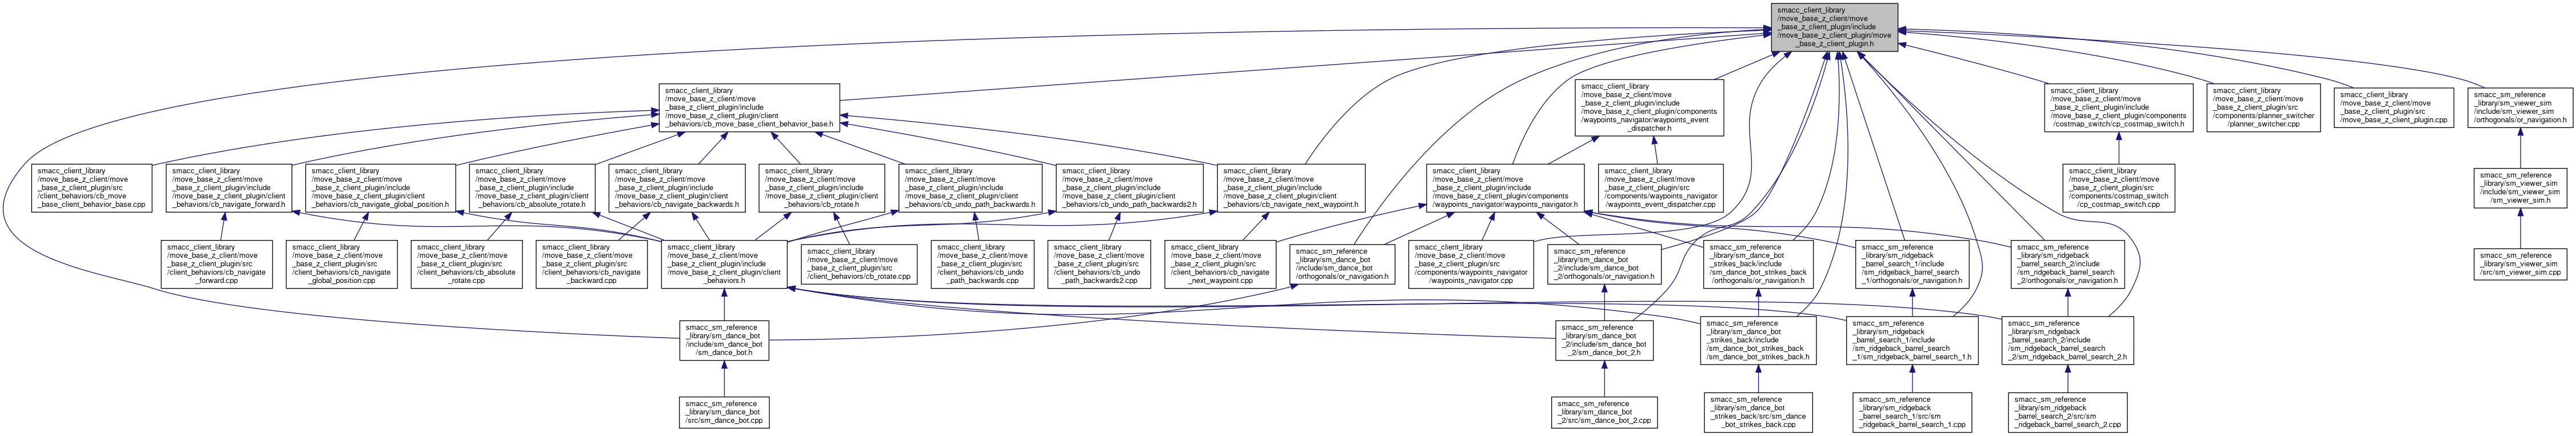 smacc_client_library
/move_base_z_client/move
_base_z_client_plugin/include
/move_base_z_client_plugin/move
_base_z_client_plugin.h
smacc_client_library
/move_base_z_client/move
_base_z_client_plugin/include
/move_base_z_client_plugin/client
_behaviors/cb_move_base_client_behavior_base.h
smacc_client_library
/move_base_z_client/move
_base_z_client_plugin/include
/move_base_z_client_plugin/components
/waypoints_navigator/waypoints_event
_dispatcher.h
smacc_client_library
/move_base_z_client/move
_base_z_client_plugin/include
/move_base_z_client_plugin/components
/costmap_switch/cp_costmap_switch.h
smacc_client_library
/move_base_z_client/move
_base_z_client_plugin/src
/components/planner_switcher
/planner_switcher.cpp
smacc_client_library
/move_base_z_client/move
_base_z_client_plugin/src
/move_base_z_client_plugin.cpp
smacc_sm_reference
_library/sm_viewer_sim
/include/sm_viewer_sim
/orthogonals/or_navigation.h
smacc_client_library
/move_base_z_client/move
_base_z_client_plugin/src
/client_behaviors/cb_move
_base_client_behavior_base.cpp
smacc_client_library
/move_base_z_client/move
_base_z_client_plugin/include
/move_base_z_client_plugin/client
_behaviors/cb_navigate_forward.h
smacc_client_library
/move_base_z_client/move
_base_z_client_plugin/include
/move_base_z_client_plugin/client
_behaviors/cb_navigate_global_position.h
smacc_client_library
/move_base_z_client/move
_base_z_client_plugin/include
/move_base_z_client_plugin/client
_behaviors/cb_absolute_rotate.h
smacc_client_library
/move_base_z_client/move
_base_z_client_plugin/include
/move_base_z_client_plugin/client
_behaviors/cb_navigate_backwards.h
smacc_client_library
/move_base_z_client/move
_base_z_client_plugin/include
/move_base_z_client_plugin/client
_behaviors/cb_rotate.h
smacc_client_library
/move_base_z_client/move
_base_z_client_plugin/include
/move_base_z_client_plugin/client
_behaviors/cb_undo_path_backwards.h
smacc_client_library
/move_base_z_client/move
_base_z_client_plugin/include
/move_base_z_client_plugin/client
_behaviors/cb_undo_path_backwards2.h
smacc_client_library
/move_base_z_client/move
_base_z_client_plugin/include
/move_base_z_client_plugin/client
_behaviors/cb_navigate_next_waypoint.h
smacc_client_library
/move_base_z_client/move
_base_z_client_plugin/include
/move_base_z_client_plugin/components
/waypoints_navigator/waypoints_navigator.h
smacc_client_library
/move_base_z_client/move
_base_z_client_plugin/src
/components/waypoints_navigator
/waypoints_event_dispatcher.cpp
smacc_client_library
/move_base_z_client/move
_base_z_client_plugin/src
/components/costmap_switch
/cp_costmap_switch.cpp
smacc_sm_reference
_library/sm_viewer_sim
/include/sm_viewer_sim
/sm_viewer_sim.h
smacc_client_library
/move_base_z_client/move
_base_z_client_plugin/src
/client_behaviors/cb_navigate
_forward.cpp
smacc_client_library
/move_base_z_client/move
_base_z_client_plugin/src
/client_behaviors/cb_navigate
_global_position.cpp
smacc_client_library
/move_base_z_client/move
_base_z_client_plugin/src
/client_behaviors/cb_absolute
_rotate.cpp
smacc_client_library
/move_base_z_client/move
_base_z_client_plugin/src
/client_behaviors/cb_navigate
_backward.cpp
smacc_client_library
/move_base_z_client/move
_base_z_client_plugin/include
/move_base_z_client_plugin/client
_behaviors.h
smacc_client_library
/move_base_z_client/move
_base_z_client_plugin/src
/client_behaviors/cb_rotate.cpp
smacc_client_library
/move_base_z_client/move
_base_z_client_plugin/src
/client_behaviors/cb_undo
_path_backwards.cpp
smacc_client_library
/move_base_z_client/move
_base_z_client_plugin/src
/client_behaviors/cb_undo
_path_backwards2.cpp
smacc_client_library
/move_base_z_client/move
_base_z_client_plugin/src
/client_behaviors/cb_navigate
_next_waypoint.cpp
smacc_sm_reference
_library/sm_dance_bot
/include/sm_dance_bot
/orthogonals/or_navigation.h
smacc_client_library
/move_base_z_client/move
_base_z_client_plugin/src
/components/waypoints_navigator
/waypoints_navigator.cpp
smacc_sm_reference
_library/sm_dance_bot
_2/include/sm_dance_bot
_2/orthogonals/or_navigation.h
smacc_sm_reference
_library/sm_dance_bot
_strikes_back/include
/sm_dance_bot_strikes_back
/orthogonals/or_navigation.h
smacc_sm_reference
_library/sm_ridgeback
_barrel_search_1/include
/sm_ridgeback_barrel_search
_1/orthogonals/or_navigation.h
smacc_sm_reference
_library/sm_ridgeback
_barrel_search_2/include
/sm_ridgeback_barrel_search
_2/orthogonals/or_navigation.h
smacc_sm_reference
_library/sm_viewer_sim
/src/sm_viewer_sim.cpp
smacc_sm_reference
_library/sm_dance_bot
/include/sm_dance_bot
/sm_dance_bot.h
smacc_sm_reference
_library/sm_dance_bot
_2/include/sm_dance_bot
_2/sm_dance_bot_2.h
smacc_sm_reference
_library/sm_dance_bot
_strikes_back/include
/sm_dance_bot_strikes_back
/sm_dance_bot_strikes_back.h
smacc_sm_reference
_library/sm_ridgeback
_barrel_search_1/include
/sm_ridgeback_barrel_search
_1/sm_ridgeback_barrel_search_1.h
smacc_sm_reference
_library/sm_ridgeback
_barrel_search_2/include
/sm_ridgeback_barrel_search
_2/sm_ridgeback_barrel_search_2.h
smacc_sm_reference
_library/sm_dance_bot
/src/sm_dance_bot.cpp
smacc_sm_reference
_library/sm_dance_bot
_2/src/sm_dance_bot_2.cpp
smacc_sm_reference
_library/sm_dance_bot
_strikes_back/src/sm_dance
_bot_strikes_back.cpp
smacc_sm_reference
_library/sm_ridgeback
_barrel_search_1/src/sm
_ridgeback_barrel_search_1.cpp
smacc_sm_reference
_library/sm_ridgeback
_barrel_search_2/src/sm
_ridgeback_barrel_search_2.cpp